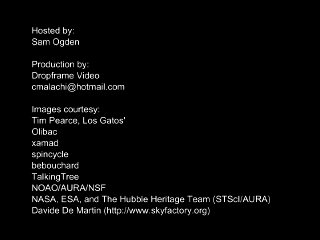 Hosted by:
Sam Ogden
Production by:
Dropframe Video
cmalachi@hotmail.com
Images courtesy:
Tim Pearce, Los Gatos'
Olibac
xamad
spincycle
bebouchard
TalkingTree
NOAO/AURA/NSF
NASA, ESA, and The Hubble Heritage Team (STScI/AURA)
Davide De Martin (http://www.skyfactory.org)